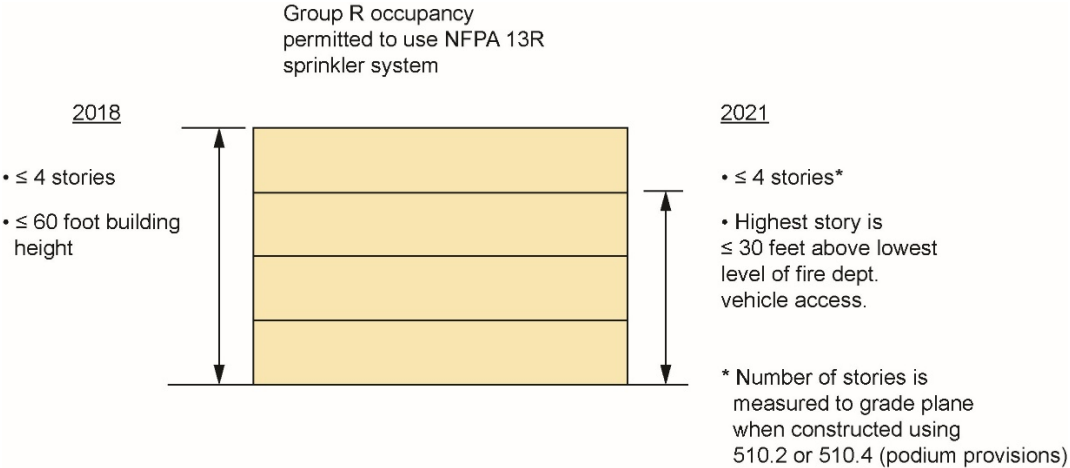 Group R occupancy
permitted to use NFPA 13R
sprinkler system
2018
• ≤ 4 stories
• ≤ 60 foot building
height
2021
• ≤ 4 stories*
• Highest story is
≤ 30 feet above lowest
level of fire dept.
vehicle access.
* Number of stories is
measured to grade plane
when constructed using
510.2 or 510.4 (podium provisions)